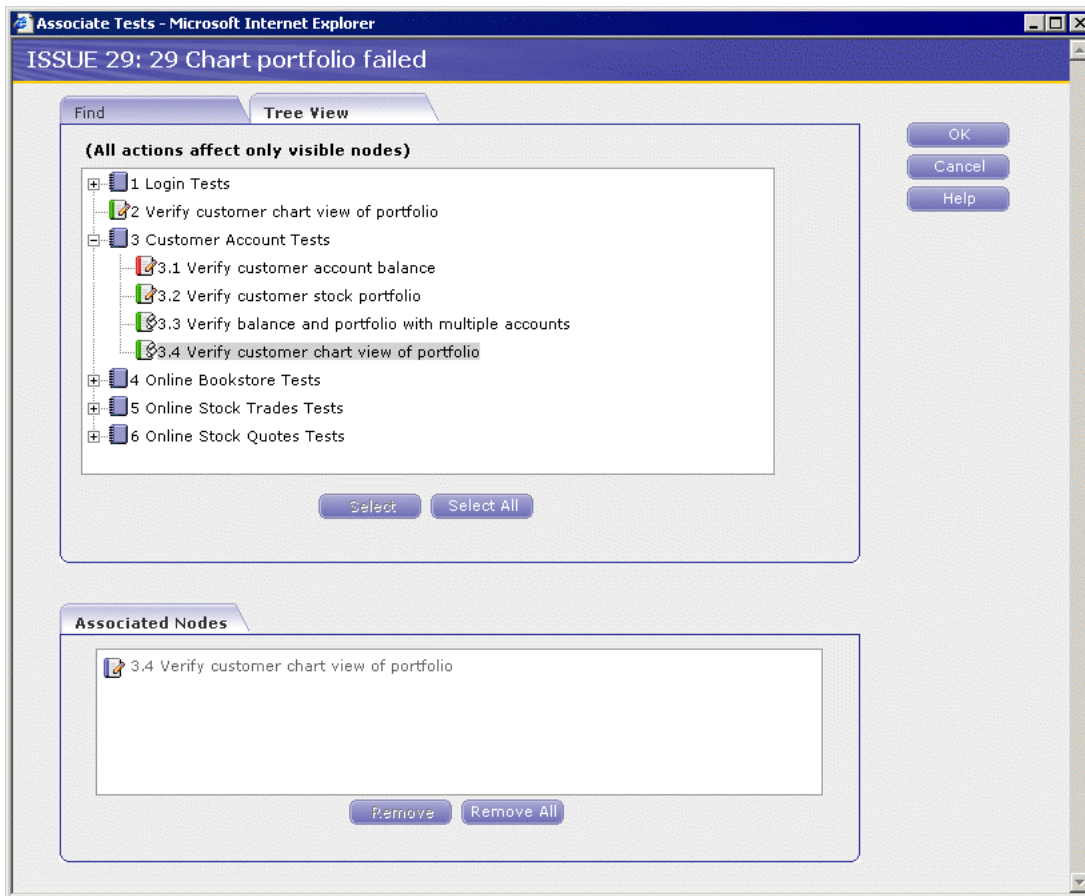 Associate Tests - Microsoft Internet Explorer
ISSUE 29: 29 Chart portfolio failed
Find
Tree View
OK
(All actions affect only visible nodes)
Cancel
1 Login Tests
Help
2 Verify customer chart view of portfolio
3 Customer Account Tests
3.1 Verify customer account balance
3.2 Verify customer stock portfolio
3.3 Verify balance and portfolio with multiple accounts
3.4 Verify customer chart view of portfolio
4 Online Bookstore Tests
5 Online Stock Trades Tests
6 Online Stock Quotes Tests
Select
Select All
Associated Nodes
3.4 Verify customer chart view of portfolio
Remove
Remove All